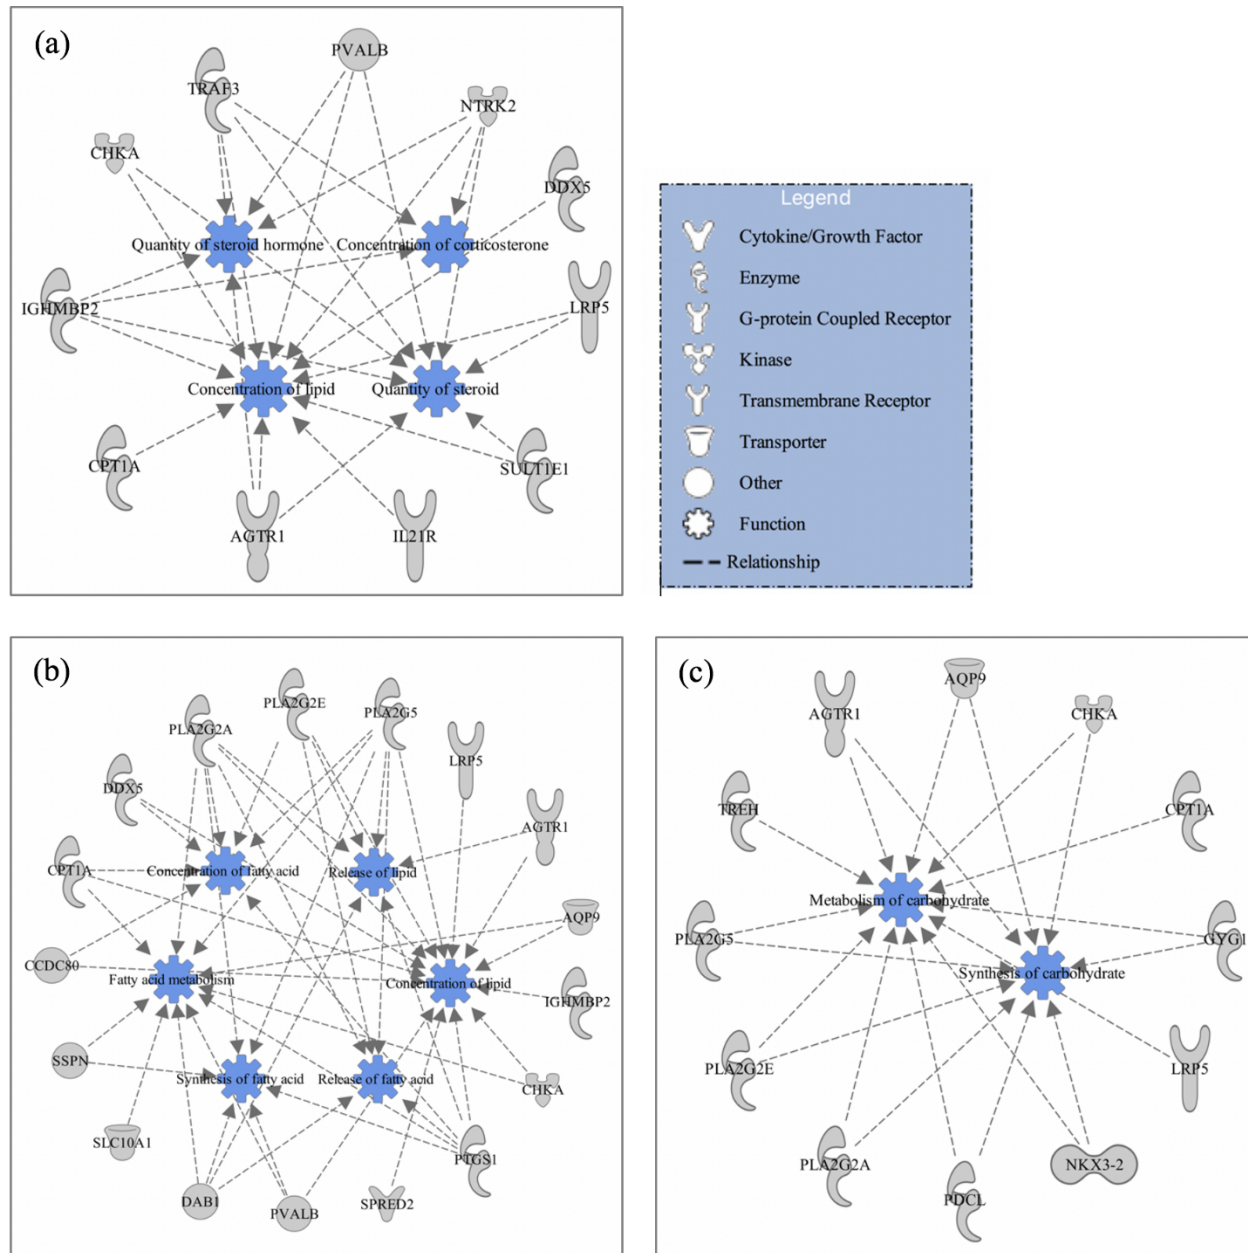 (a)
PVALB
TRAF3
NTRK2
CHKA
DDX5
Quantity of steroid hormone
Concentration of corticosterone
IGHMBP2
LRP5
Concentration of lipid
Quantity of steroid
CPT1A
SULT1E1
AGTR1
IL21R
Legend
Cytokine/Growth Factor
Enzyme
G-protein Coupled Receptor
Kinase
Transmembrane Receptor
Transporter
Other
Function
Relationship
(b)
PLA2G2E
PLA2G5
PLA2G2A
LRP5
DDX5
AGTR1
CPT1A
Concentration of fatty acid
Release of lipid
AQP9
CCDC80
Fatty acid metabolism
Concentration of lipid
IGHMBP2
SSPN
Synthesis of fatty acid
Release of fatty acid
CHKA
SLC10A1
PTGS1
DAB1
PVALB
SPRED2
(c)
AQP9
AGTR1
CHKA
TREH
CPT1A
Metabolism of carbohydrate
PLA2G5
GYG1
Synthesis of carbohydrate
PLA2G2E
LRP5
PLA2G2A
NKX3-2
PDCL